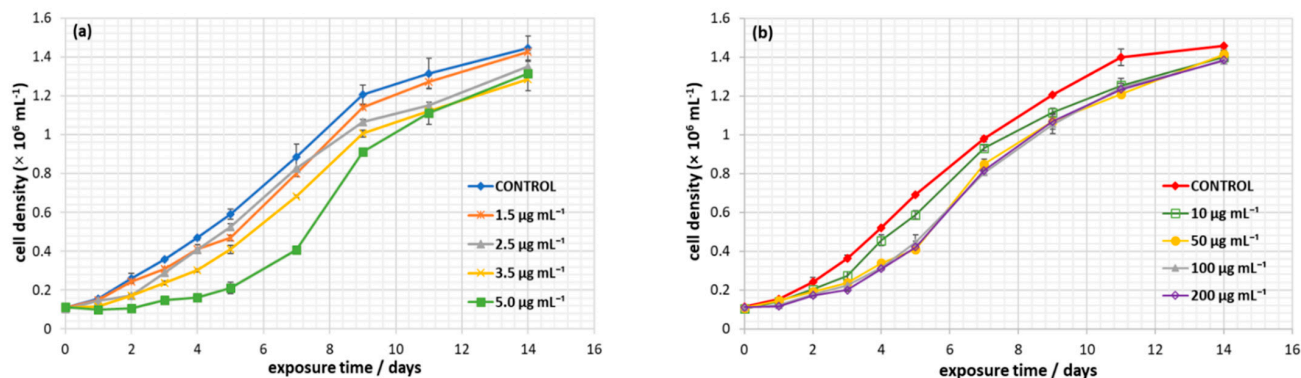 (a)
cell density (× 10⁶ mL⁻¹)
1.6
1.4
1.2
1
0.8
0.6
0.4
0.2
0
CONTROL
1.5 µg mL⁻¹
2.5 µg mL⁻¹
3.5 µg mL⁻¹
5.0 µg mL⁻¹
0 2 4 6 8 10 12 14 16
exposure time / days
(b)
cell density (× 10⁶ mL⁻¹)
1.6
1.4
1.2
1
0.8
0.6
0.4
0.2
0
CONTROL
10 µg mL⁻¹
50 µg mL⁻¹
100 µg mL⁻¹
200 µg mL⁻¹
0 2 4 6 8 10 12 14 16
exposure time / days